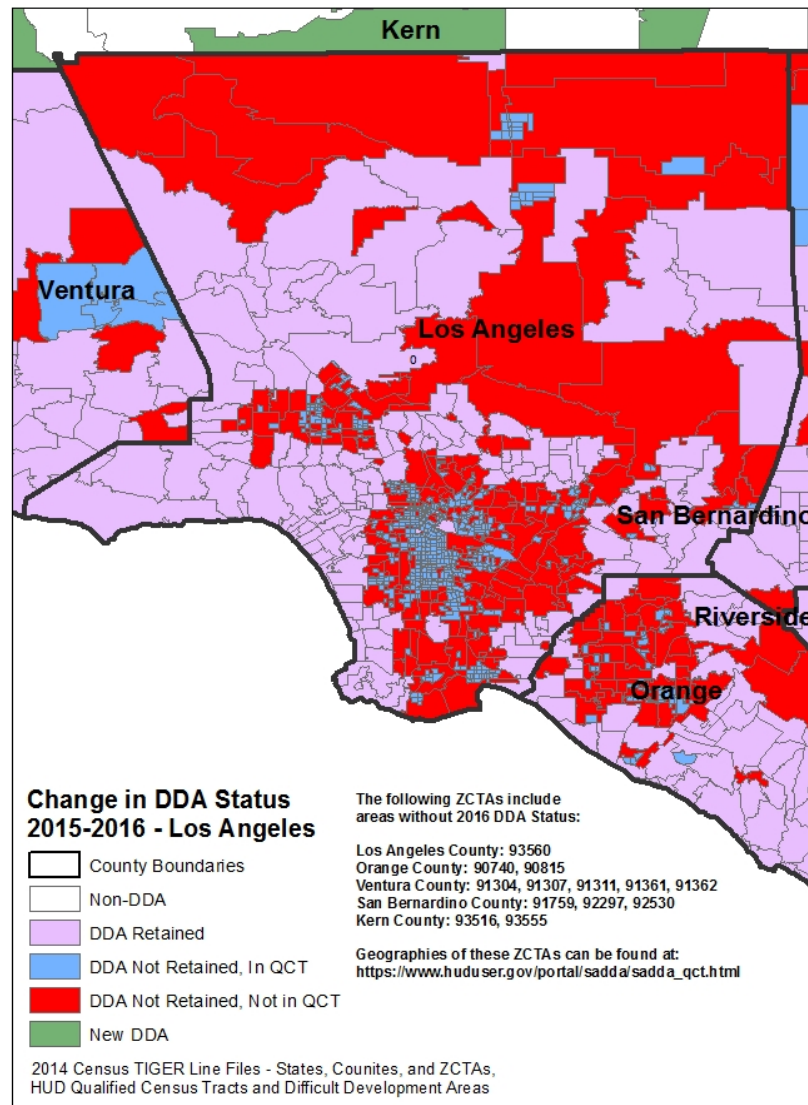 Kern
Ventura
Los Angeles
0
San Bernardino
Riverside
Orange
Change in DDA Status
2015-2016 - Los Angeles
County Boundaries
Non-DDA
DDA Retained
DDA Not Retained, In QCT
DDA Not Retained, Not in QCT
New DDA
The following ZCTAs include
areas without 2016 DDA Status:
Los Angeles County: 93560
Orange County: 90740, 90815
Ventura County: 91304, 91307, 91311, 91361, 91362
San Bernardino County: 91759, 92297, 92530
Kern County: 93516, 93555
Geographies of these ZCTAs can be found at:
https://www.huduser.gov/portal/sadda/sadda_qct.html
2014 Census TIGER Line Files - States, Counites, and ZCTAs,
HUD Qualified Census Tracts and Difficult Development Areas